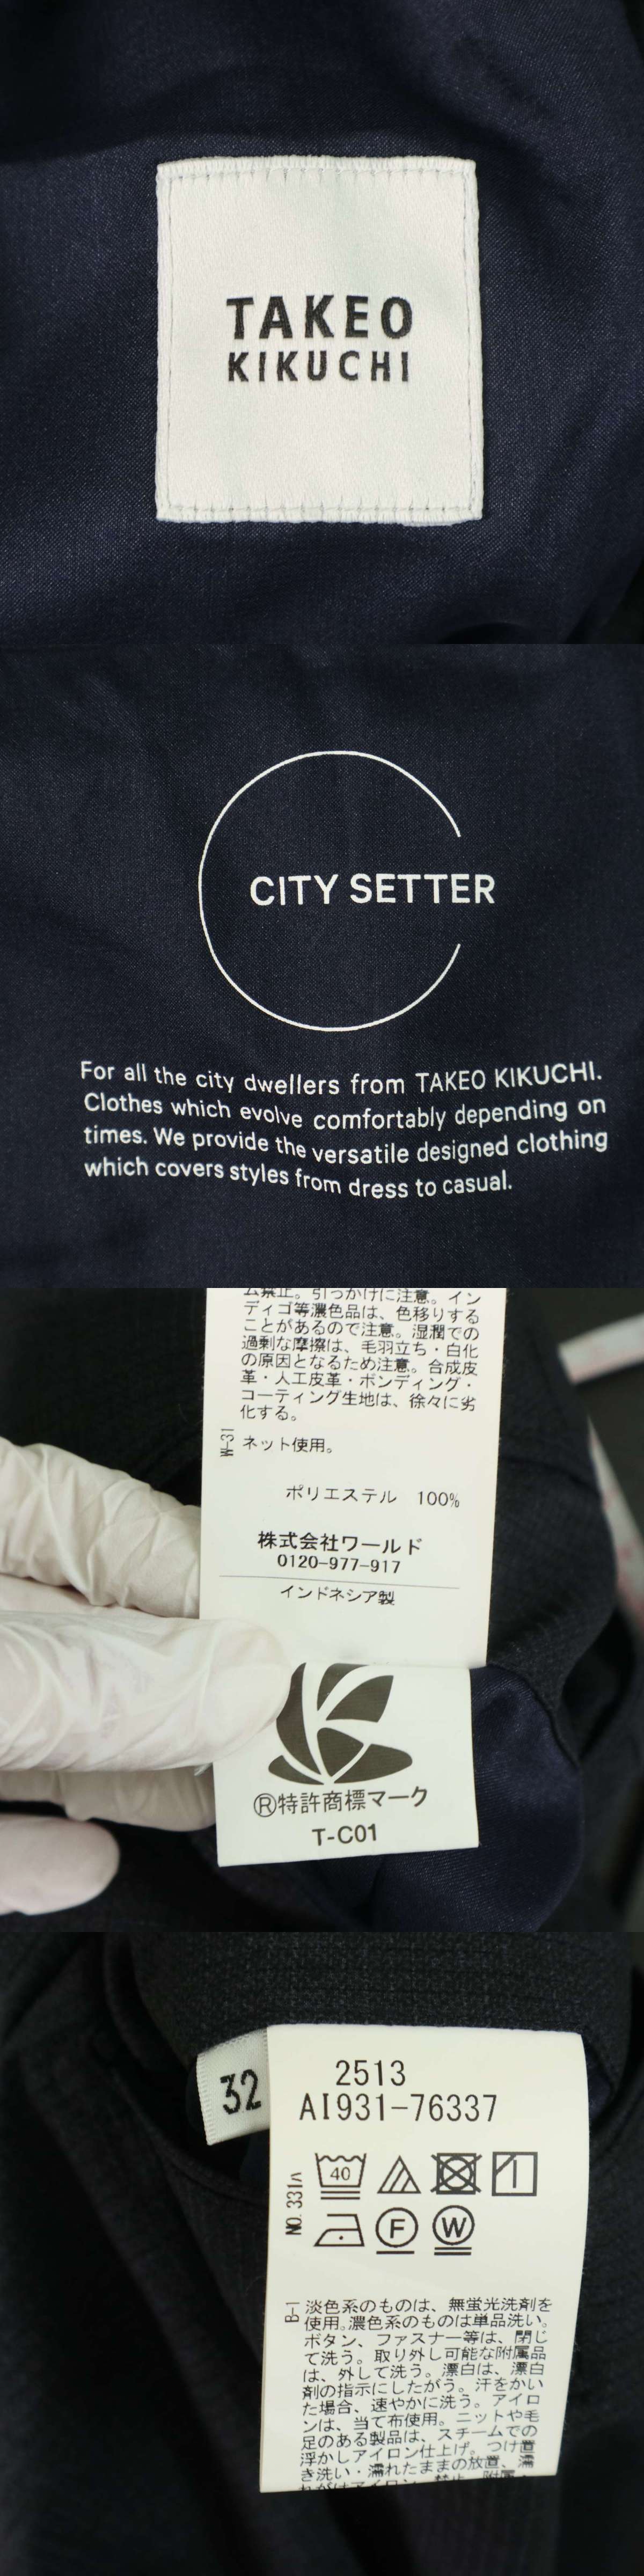 TAKEO
KIKUCHI
CITY SETTER
For all the city dwellers from TAKEO KIKUCHI.
Clothes which evolve comfortably depending on
times. We provide the versatile designed clothing
which covers styles from dress to casual.
ム禁止。引っかけに注意。イン
ディゴ等濃色品は、色移りする
ことがあるので注意。湿潤での
過剰な摩擦は、毛羽立ち・白化
の原因となるため注意。合成皮
革・人工皮革・ボンディング・
コーティング生地は、徐々に劣
化する。
W-31
ネット使用。
ポリエステル 100%
株式会社ワールド
0120-977-917
インドネシア製
Ⓡ特許商標マーク
T-C01
32
2513
AI931-76337
NO.331A
40
F
W
B-1
淡色系のものは、無蛍光洗剤を
使用。濃色系のものは単品洗い。
ボタン、ファスナー等は、閉じ
て洗う。取り外し可能な附属品
は、外して洗う。漂白は、漂白
剤の指示にしたがう。汗をかい
た場合、速やかに洗う。アイロ
ンは、当て布使用。ニットや毛
足のある製品は、スチームでの
浮かしアイロン仕上げ。つけ置
き洗い・濡れたままの放置、濡